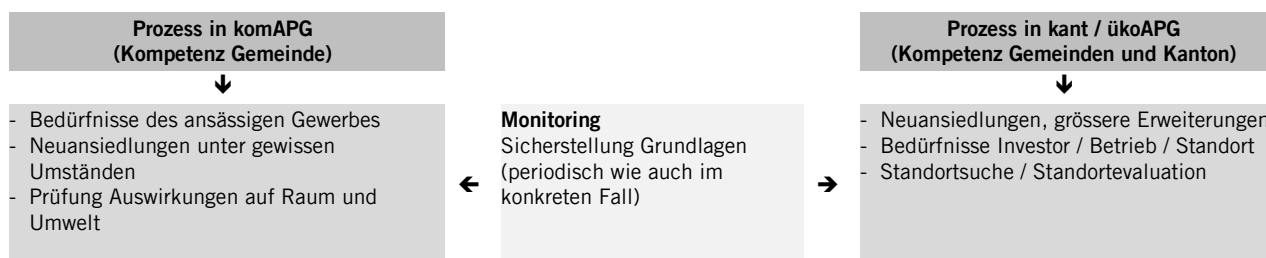 Prozess in komAPG
(Kompetenz Gemeinde)
- Bedürfnisse des ansässigen Gewerbes
- Neuansiedlungen unter gewissen
Umständen
- Prüfung Auswirkungen auf Raum und
Umwelt
Monitoring
Sicherstellung Grundlagen
(periodisch wie auch im
konkreten Fall)
Prozess in kant / ükoAPG
(Kompetenz Gemeinden und Kanton)
- Neuansiedlungen, grössere Erweiterungen
- Bedürfnisse Investor / Betrieb / Standort
- Standortsuche / Standortevaluation